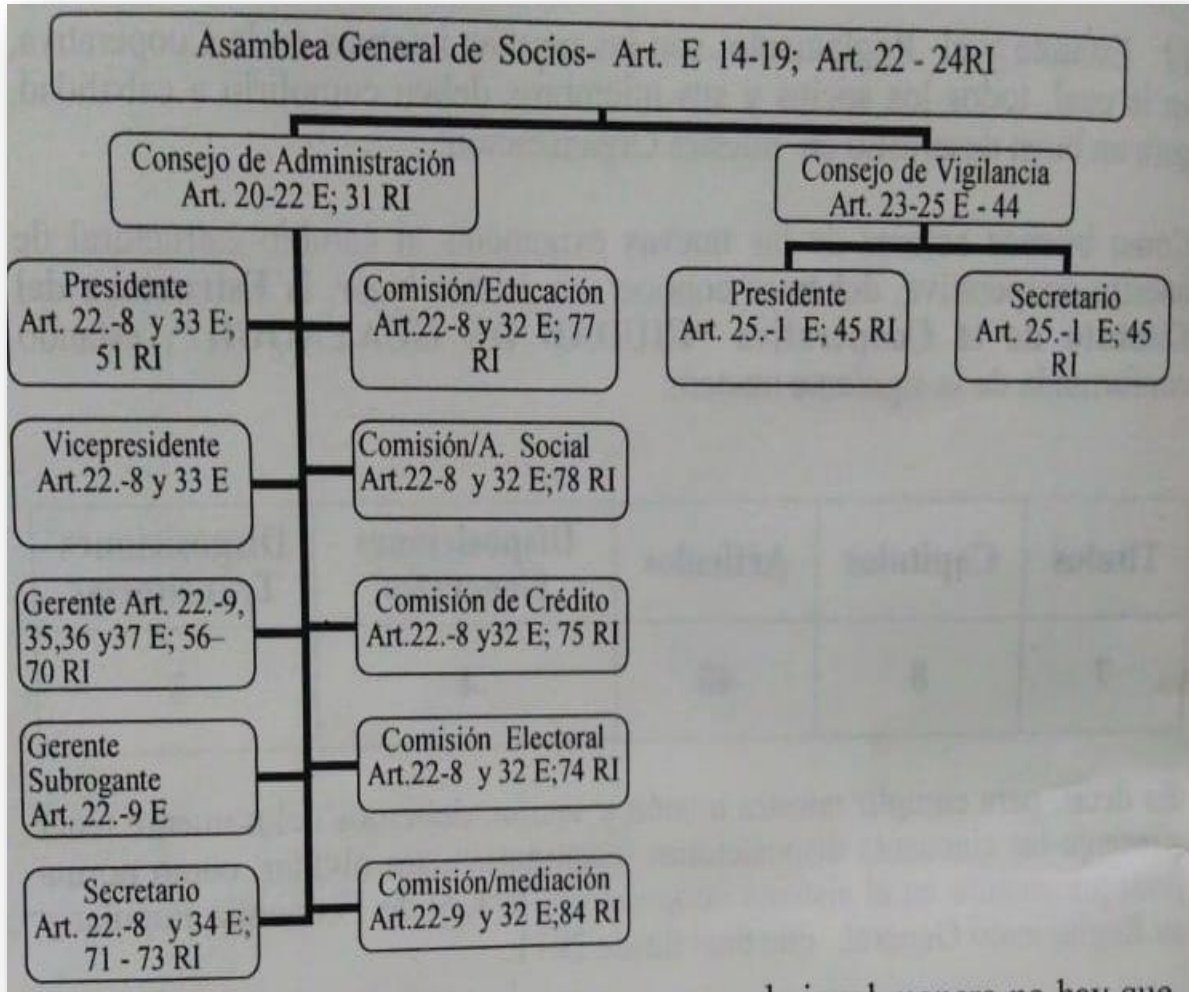 Asamblea General de Socios- Art. E 14-19; Art. 22 - 24RI
Consejo de Administración
Art. 20-22 E; 31 RI
Consejo de Vigilancia
Art. 23-25 E - 44
Presidente
Art. 22.-8 y 33 E;
51 RI
Comisión/Educación
Art.22-8 y 32 E; 77
RI
Presidente
Art. 25.-1 E; 45 RI
Secretario
Art. 25.-1 E; 45
RI
Vicepresidente
Art.22.-8 y 33 E
Comisión/A. Social
Art.22-8 y 32 E;78 RI
Gerente Art. 22.-9,
35,36 y37 E; 56–
70 RI
Comisión de Crédito
Art.22.-8 y32 E; 75 RI
Gerente
Subrogante
Art. 22.-9 E
Comisión Electoral
Art.22-8 y 32 E;74 RI
Secretario
Art. 22.-8 y 34 E;
71 - 73 RI
Comisión/mediación
Art.22-9 y 32 E;84 RI
no hay que